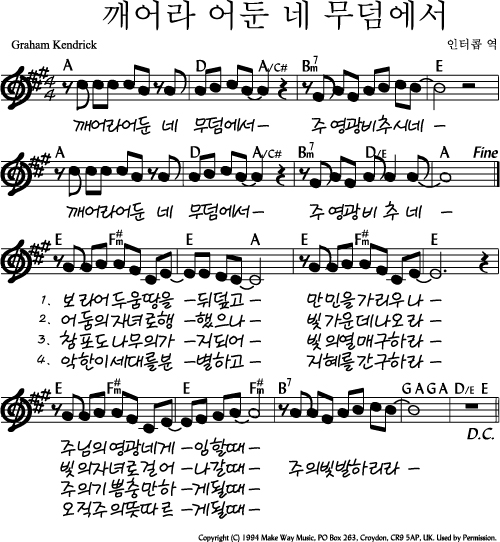 깨어라 어둔 네 무덤에서
Graham Kendrick 인터콥 역
A D A/C# Bm7 E
깨어라어둔 네 무덤에서– 주 영광비추시네 –
A D A/C# Bm7 D/E A Fine
깨어라어둔 네 무덤에서– 주 영광비 추 네 –
E F#m E A E F#m E
1. 보라어두움땅을 –뒤덮고 – 만민을가리우나 –
2. 어둠의자녀로행 –했으나 – 빛가운데나오라 –
3. 창포도나무의가 –지되어 – 빛의열매구하라 –
4. 악한이세대를분 –별하고 – 지혜를간구하라 –
E F#m E F#m B7 G A G A D/E E
D.C.
주님의영광네게 –임할때–
빛의자녀로걸어 –나갈때– 주의빛발하리라 –
주의기쁨충만하 –게될때–
오직주의뜻따르 –게될때–
Copyright (C) 1994 Make Way Music, PO Box 263, Croydon, CR9 5AP, UK. Used by Permission.